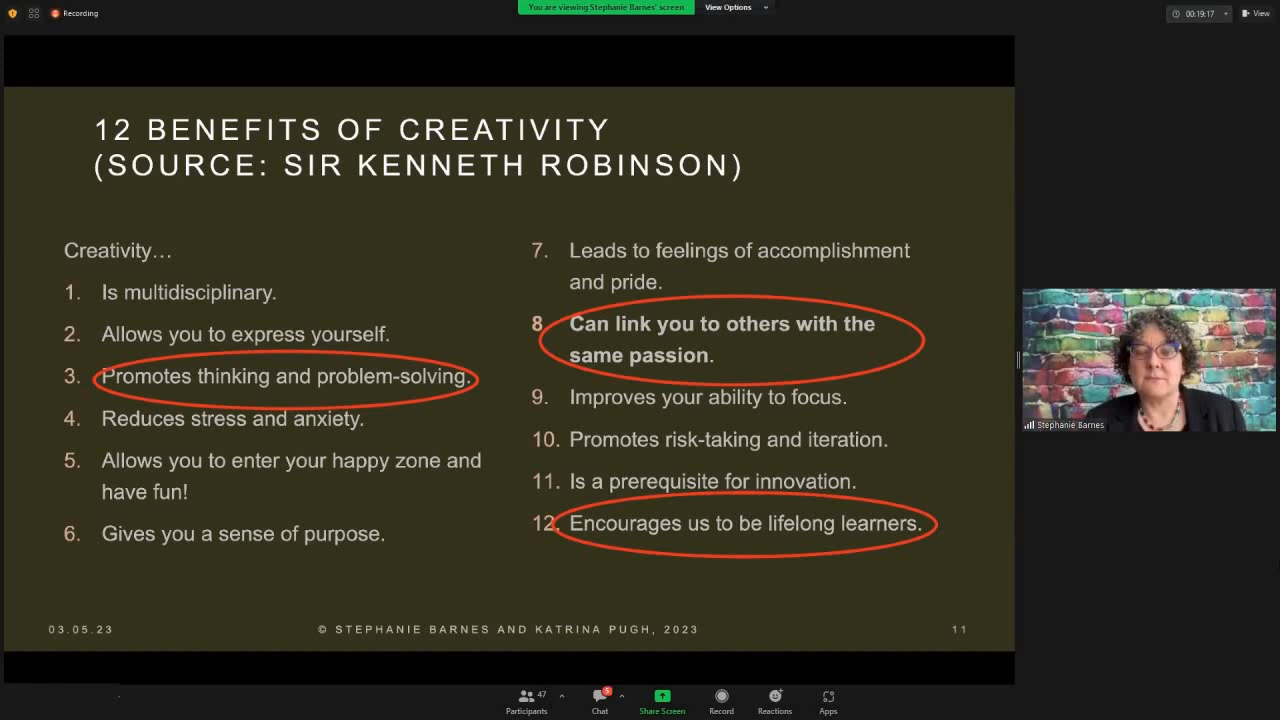 Recording
You are viewing Stephanie Barnes' screen
View Options
00:19:17
View
12 BENEFITS OF CREATIVITY
(SOURCE: SIR KENNETH ROBINSON)
Creativity…
1. Is multidisciplinary.
2. Allows you to express yourself.
3. Promotes thinking and problem-solving.
4. Reduces stress and anxiety.
5. Allows you to enter your happy zone and
have fun!
6. Gives you a sense of purpose.
7. Leads to feelings of accomplishment
and pride.
8 Can link you to others with the
same passion.
9. Improves your ability to focus.
10. Promotes risk-taking and iteration.
11. Is a prerequisite for innovation.
12. Encourages us to be lifelong learners.
03.05.23
© STEPHANIE BARNES AND KATRINA PUGH, 2023
11
Stephanie Barnes
47
Participants
5
Chat
Share Screen
Record
Reactions
Apps